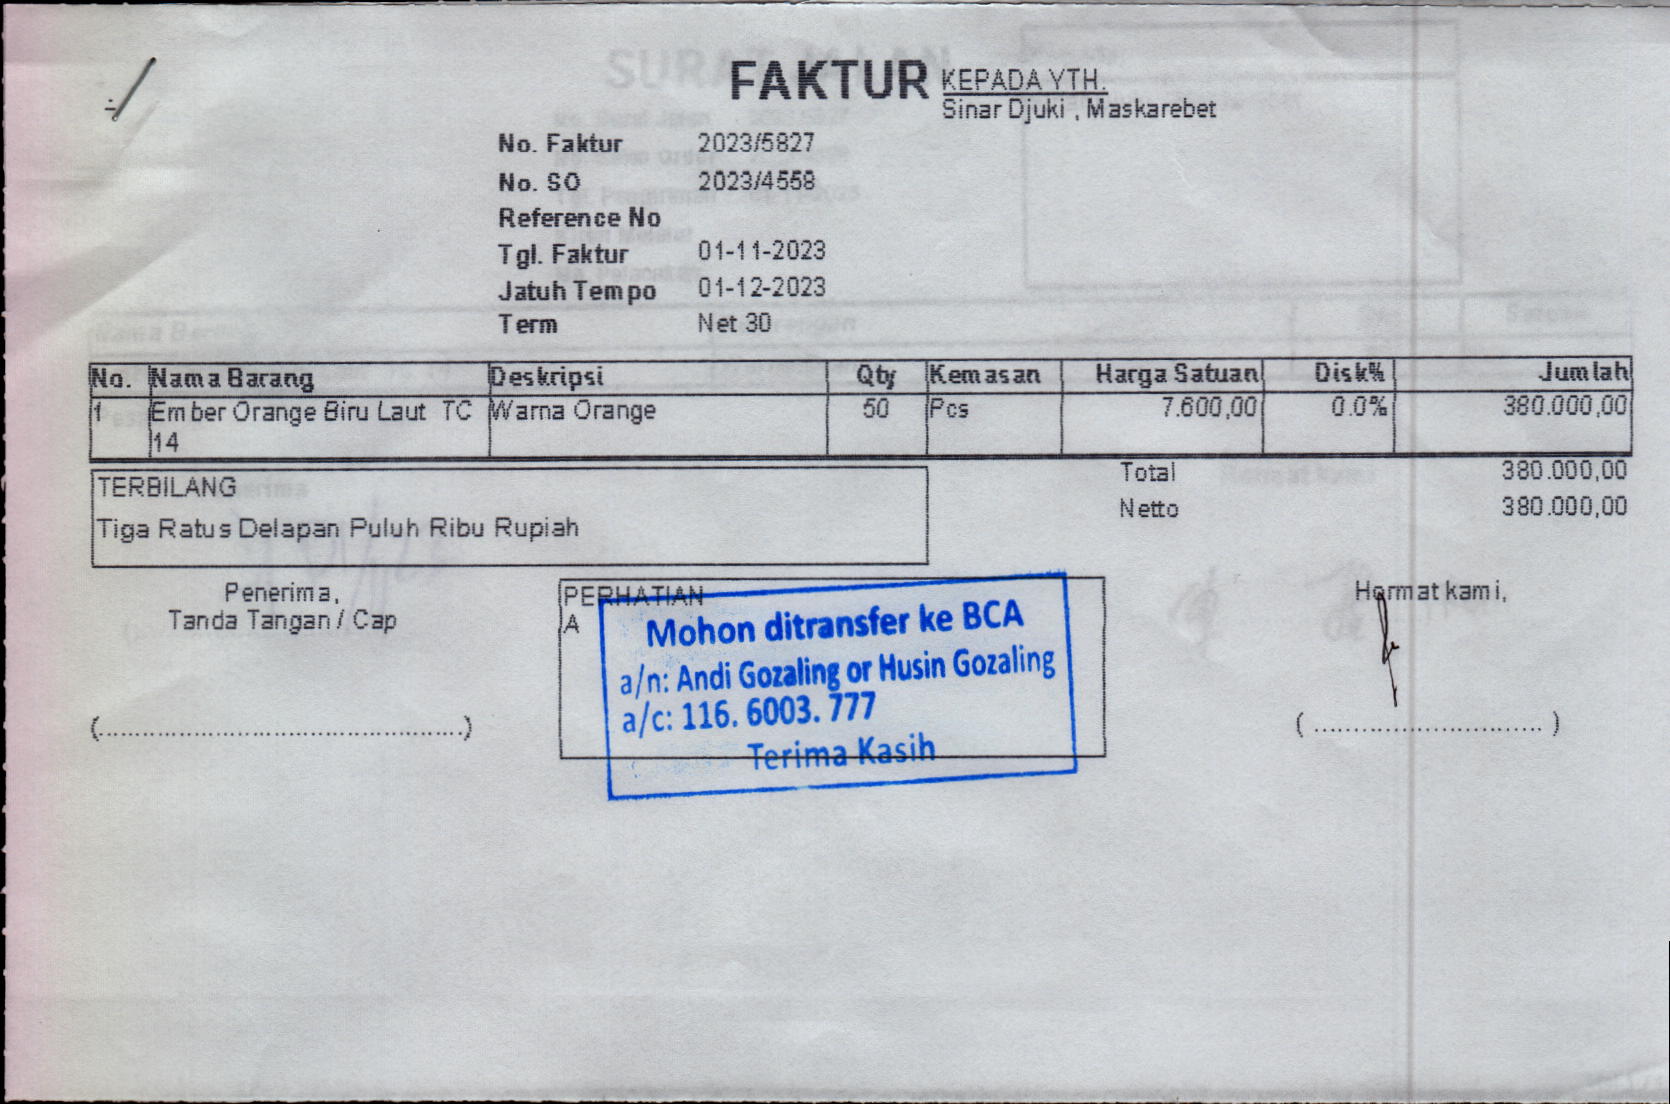 FAKTUR
KEPADA YTH.
Sinar Djuki , Maskarebet
No. Faktur 2023/5827
No. SO 2023/4558
Reference No
Tgl. Faktur 01-11-2023
Jatuh Tempo 01-12-2023
Term Net 30
No. Nama Barang Deskripsi Qty Kemasan Harga Satuan Disk% Jumlah
1 Ember Orange Biru Laut TC Warna Orange 50 Pcs 7.600,00 0.0% 380.000,00
14
Total 380.000,00
Netto 380.000,00
TERBILANG
Tiga Ratus Delapan Puluh Ribu Rupiah
Penerima,
Tanda Tangan / Cap
(................................................)
PERHATIAN
A
Mohon ditransfer ke BCA
a/n: Andi Gozaling or Husin Gozaling
a/c: 116. 6003. 777
Terima Kasih
Hormat kami,
( .............................. )